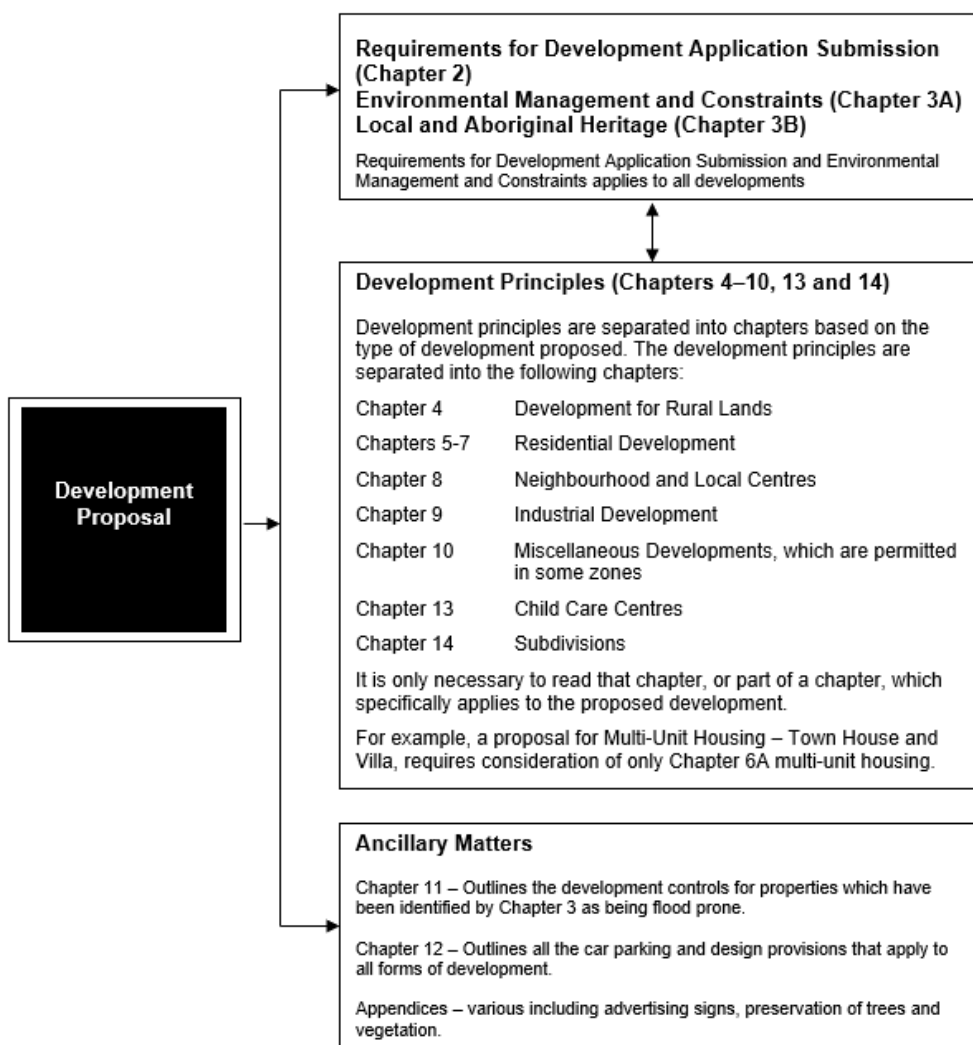 Requirements for Development Application Submission
(Chapter 2)
Environmental Management and Constraints (Chapter 3A)
Local and Aboriginal Heritage (Chapter 3B)
Requirements for Development Application Submission and Environmental
Management and Constraints applies to all developments
Development
Proposal
Development Principles (Chapters 4–10, 13 and 14)
Development principles are separated into chapters based on the
type of development proposed. The development principles are
separated into the following chapters:
Chapter 4 Development for Rural Lands
Chapters 5-7 Residential Development
Chapter 8 Neighbourhood and Local Centres
Chapter 9 Industrial Development
Chapter 10 Miscellaneous Developments, which are permitted
in some zones
Chapter 13 Child Care Centres
Chapter 14 Subdivisions
It is only necessary to read that chapter, or part of a chapter, which
specifically applies to the proposed development.
For example, a proposal for Multi-Unit Housing – Town House and
Villa, requires consideration of only Chapter 6A multi-unit housing.
Ancillary Matters
Chapter 11 – Outlines the development controls for properties which have
been identified by Chapter 3 as being flood prone.
Chapter 12 – Outlines all the car parking and design provisions that apply to
all forms of development.
Appendices – various including advertising signs, preservation of trees and
vegetation.